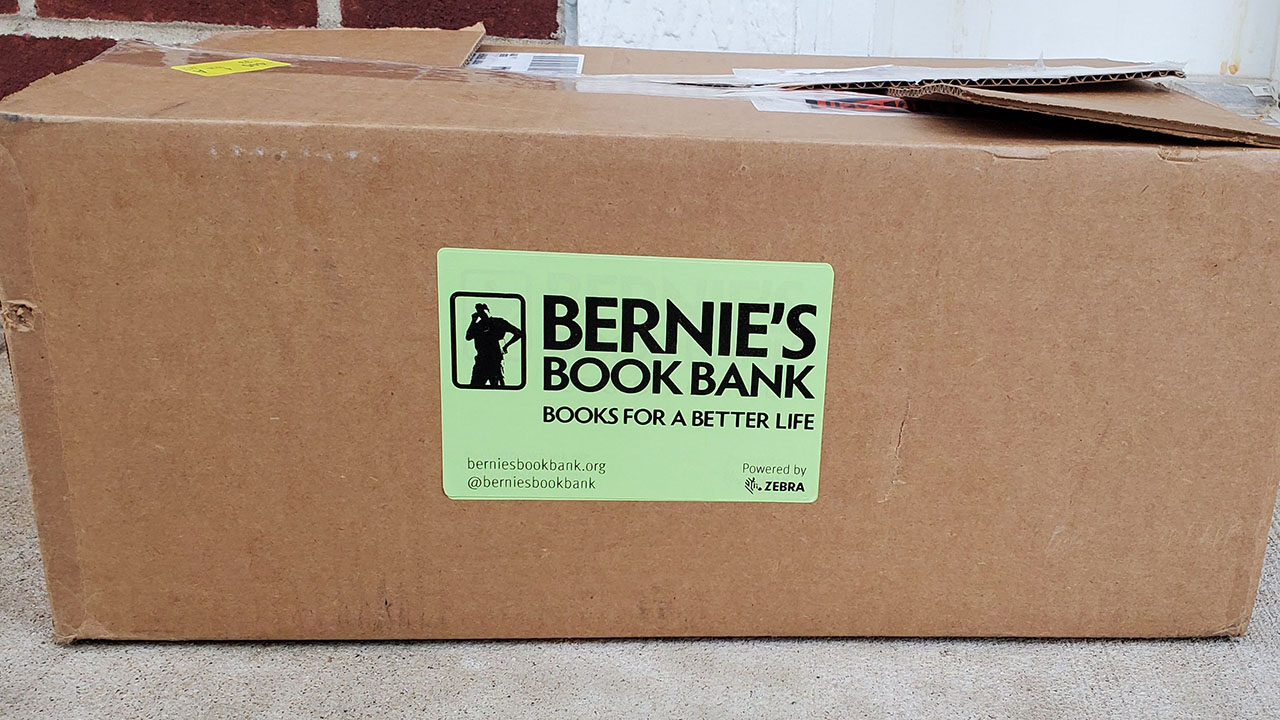 BERNIE'S
BOOK BANK
BOOKS FOR A BETTER LIFE
berniesbookbank.org
@berniesbookbank
Powered by
ZEBRA